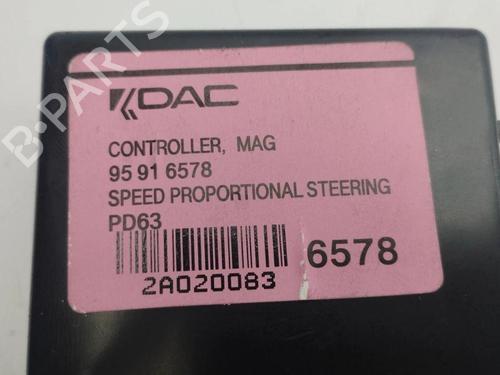 DAC
CONTROLLER, MAG
95 91 6578
SPEED PROPORTIONAL STEERING
PD63
2A020083
6578
B-PARTS